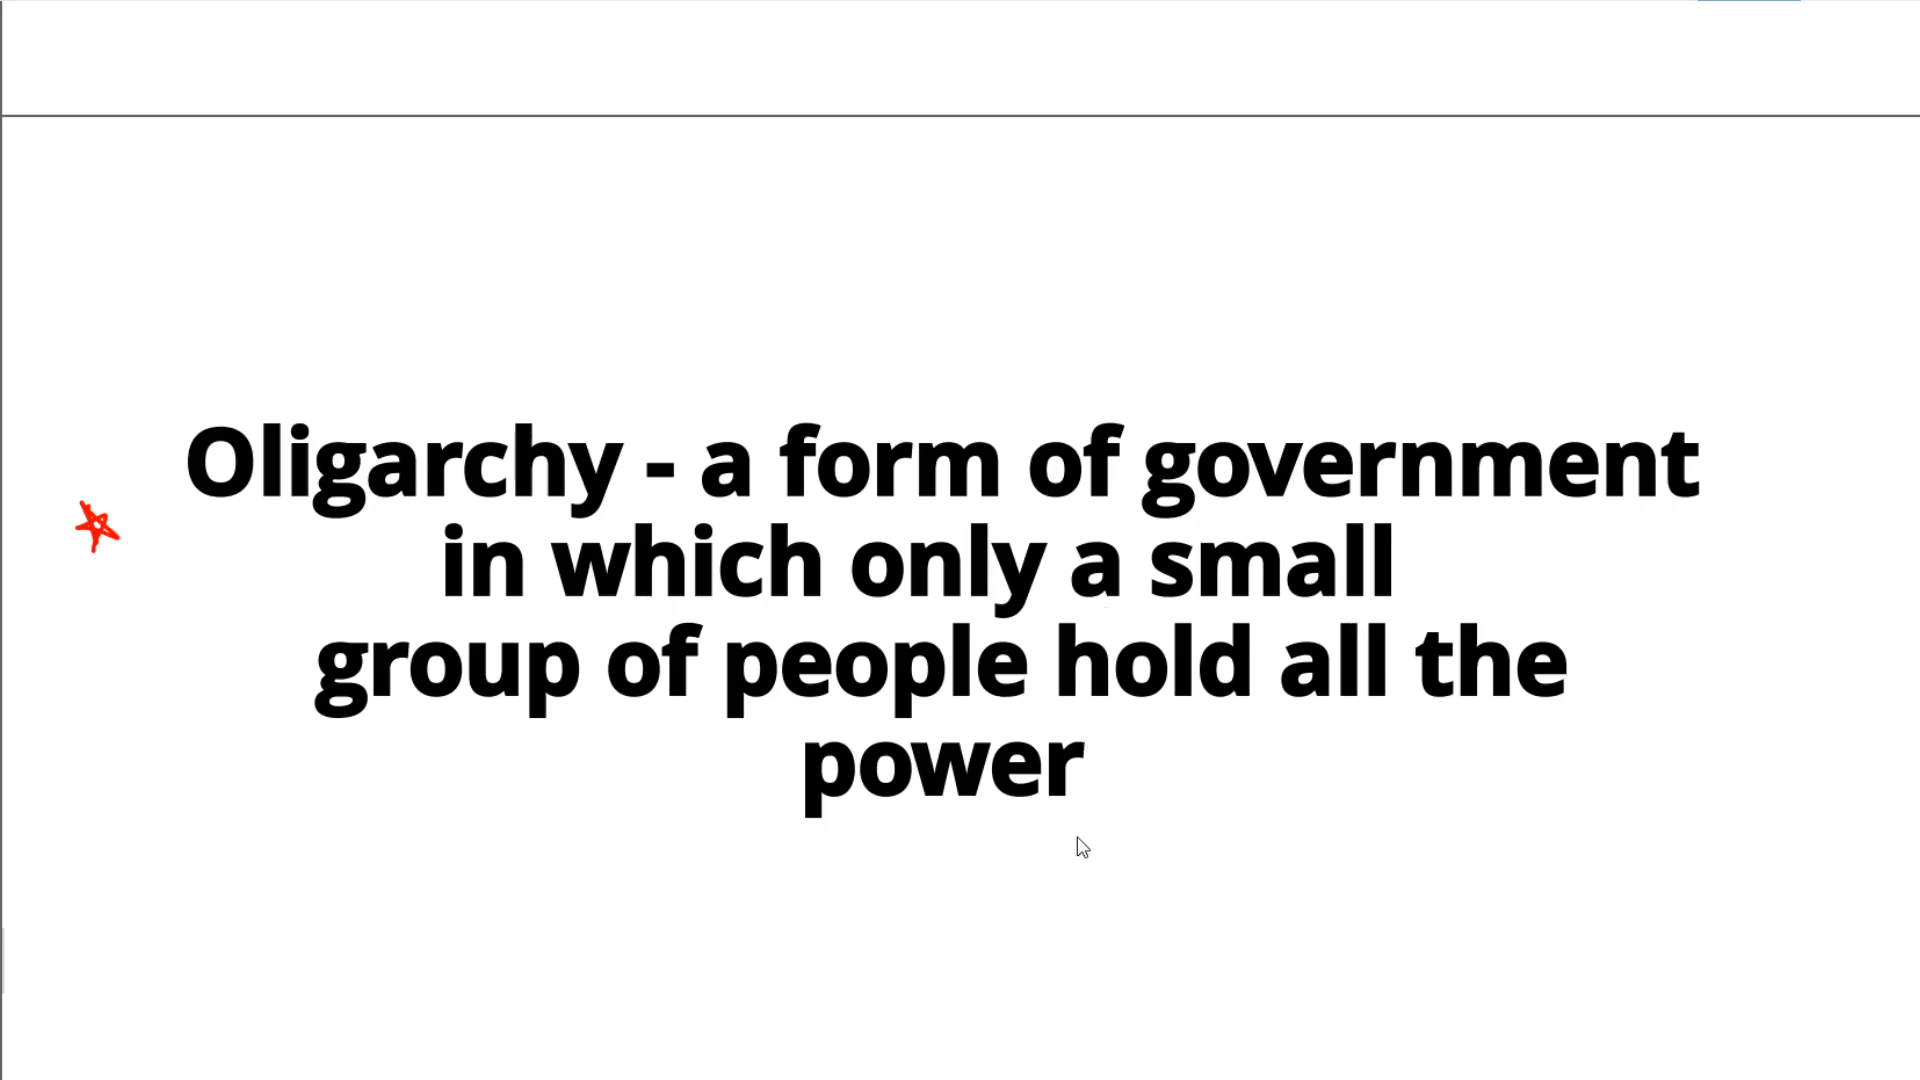 Oligarchy - a form of government
in which only a small
group of people hold all the
power